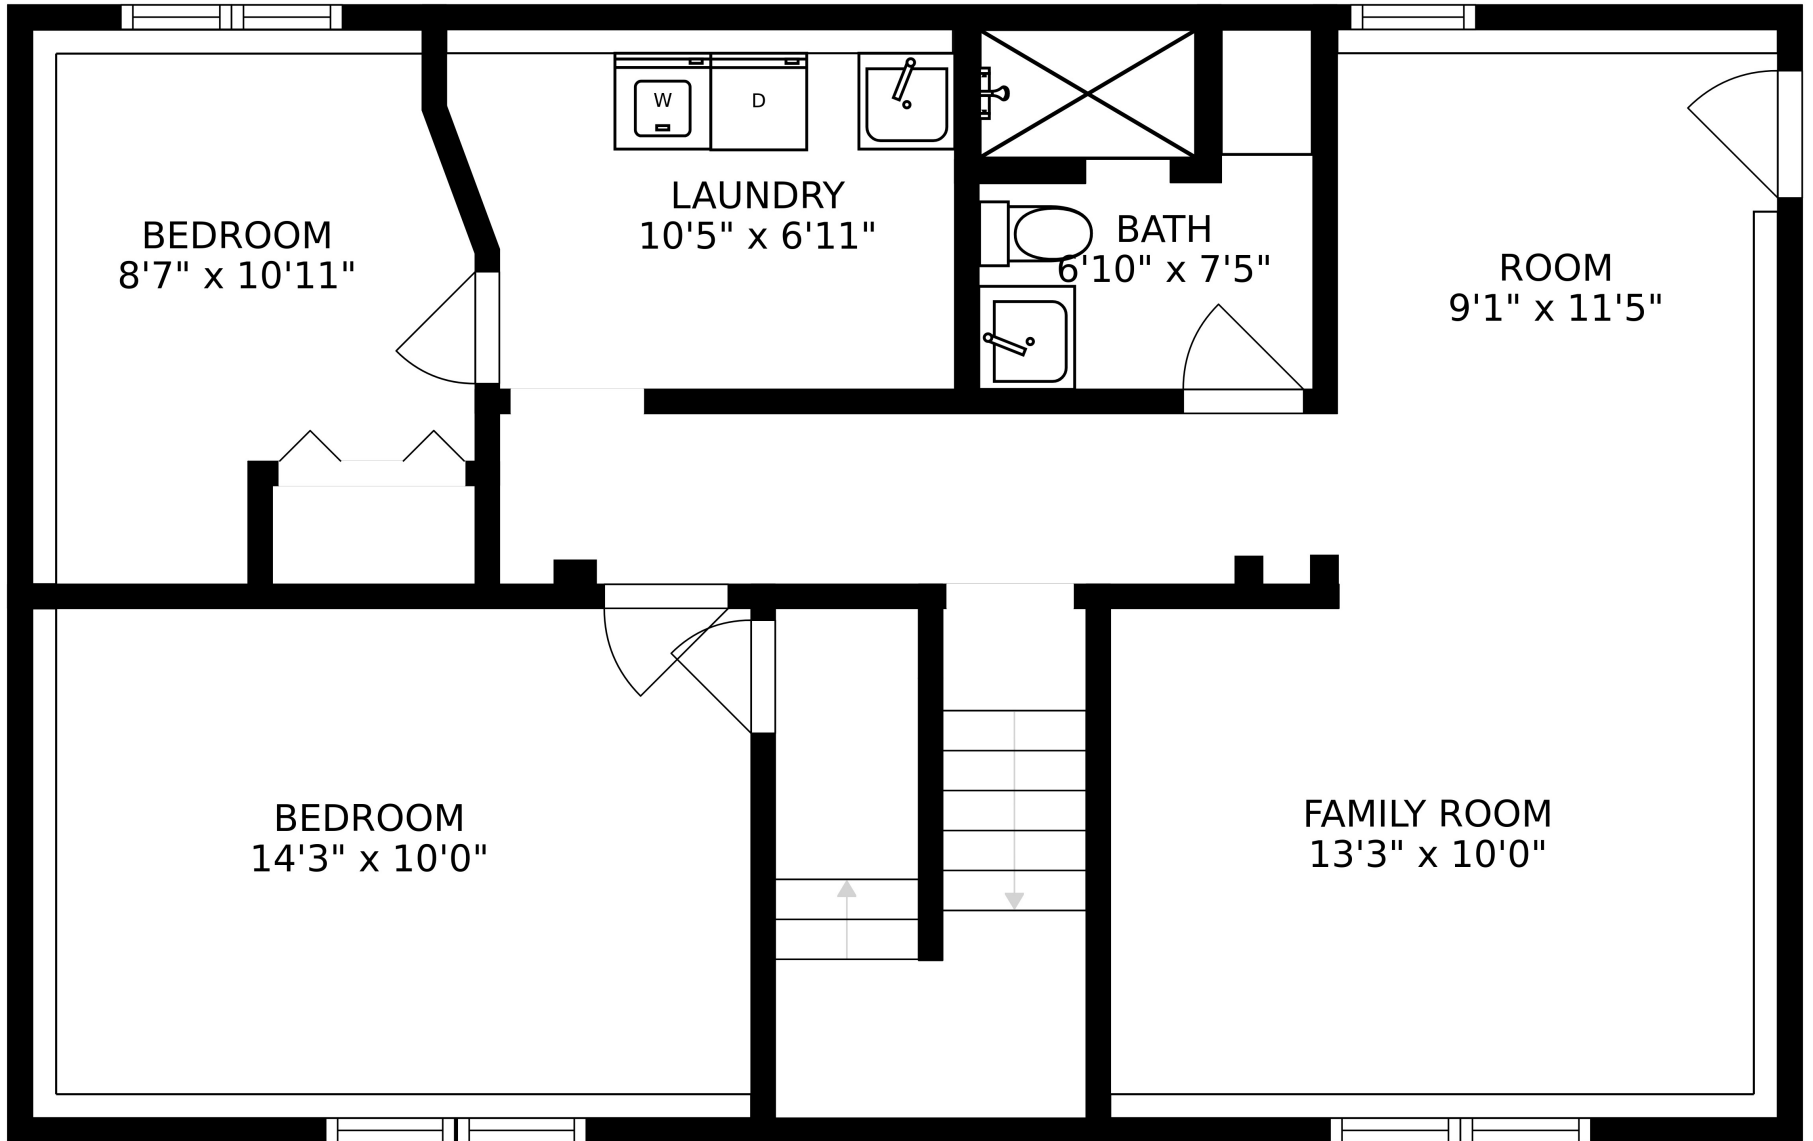 W
D
LAUNDRY
10'5" x 6'11"
BEDROOM
8'7" x 10'11"
BATH
6'10" x 7'5"
ROOM
9'1" x 11'5"
BEDROOM
14'3" x 10'0"
FAMILY ROOM
13'3" x 10'0"